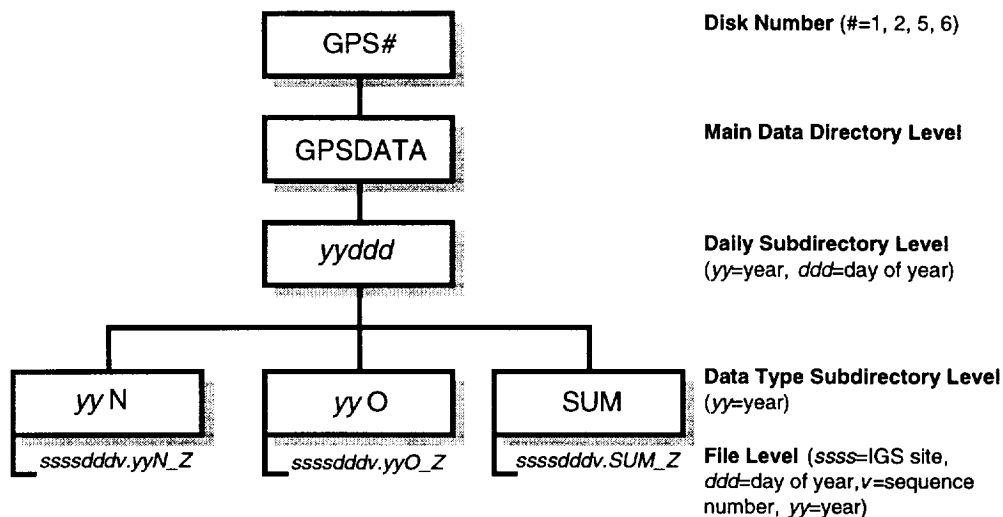 GPS#
Disk Number (#=1, 2, 5, 6)
GPSDATA
Main Data Directory Level
yyddd
Daily Subdirectory Level
(yy=year, ddd=day of year)
yy N
yy O
SUM
Data Type Subdirectory Level
(yy=year)
ssssdddv.yyN_Z
ssssdddv.yyO_Z
ssssdddv.SUM_Z
File Level (ssss=IGS site,
ddd=day of year,v=sequence
number, yy=year)